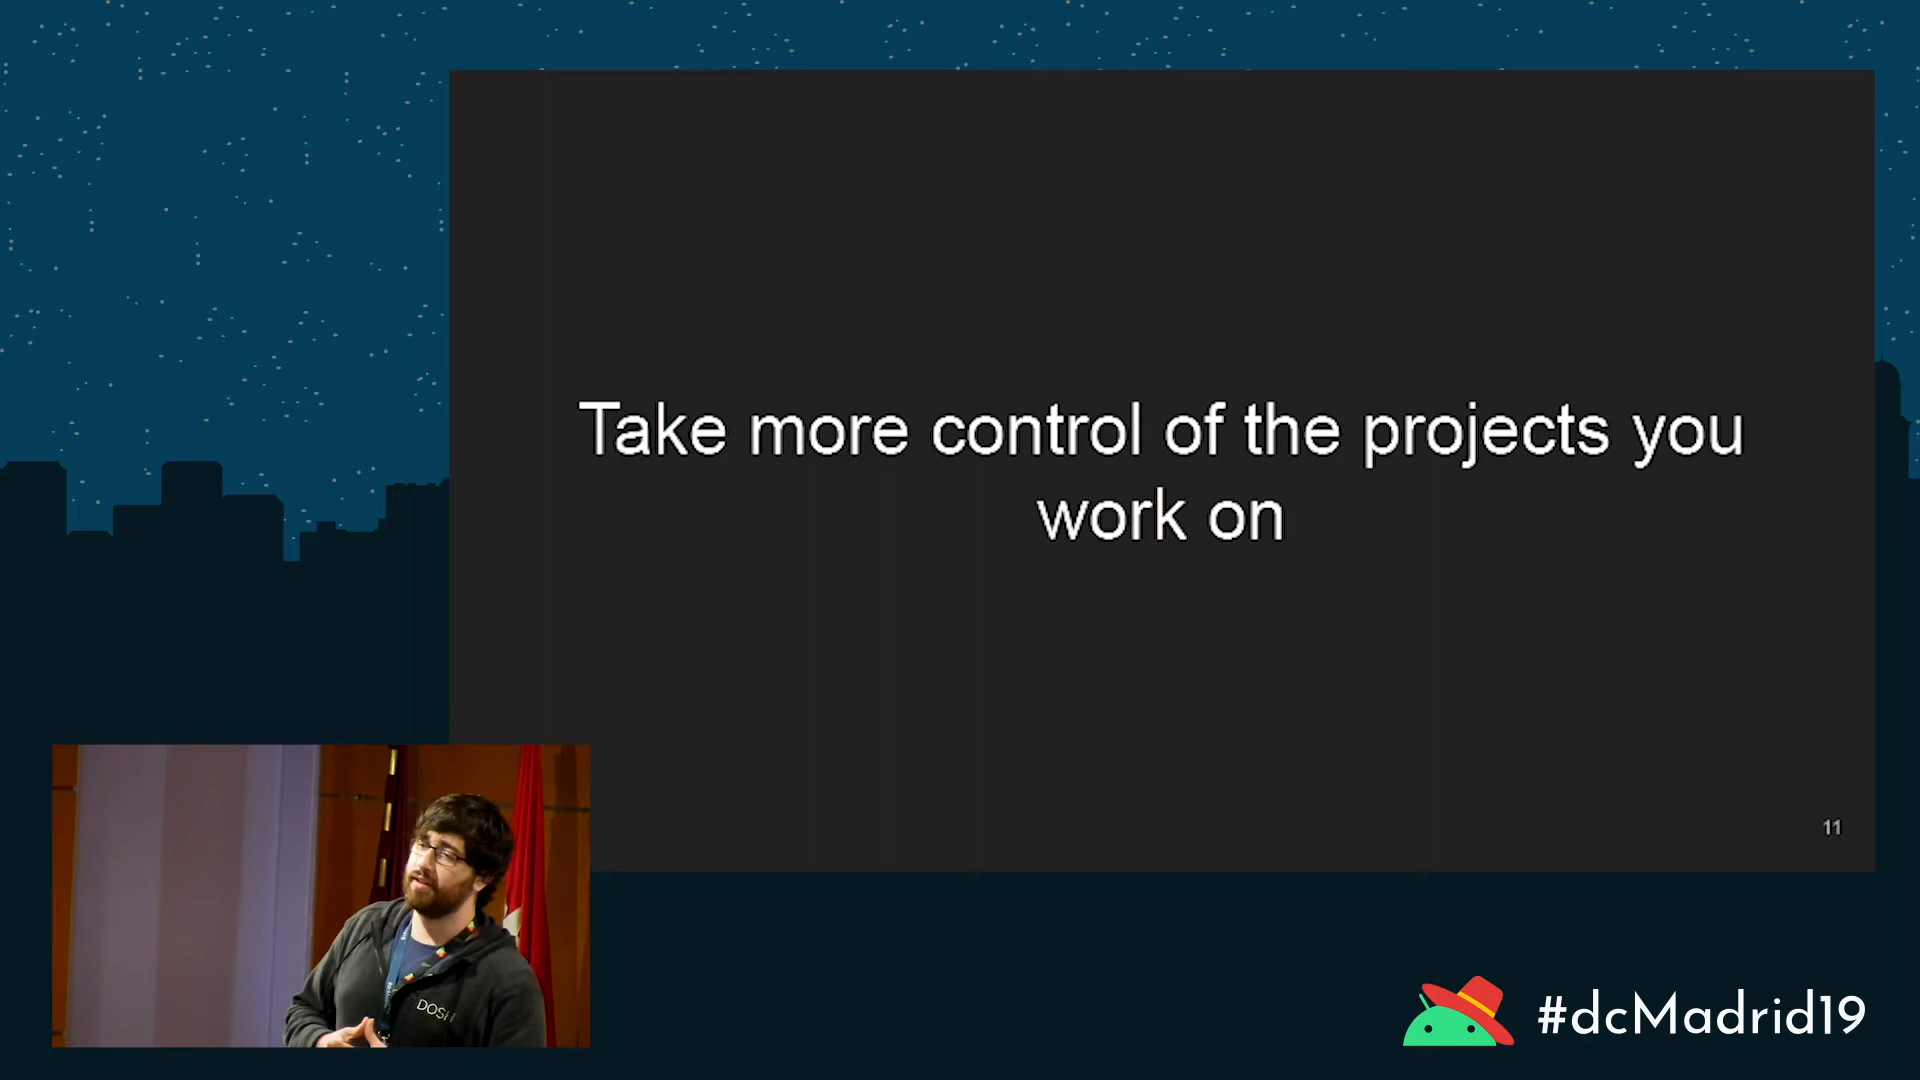 Take more control of the projects you
work on
11
DOSH
#dcMadrid19